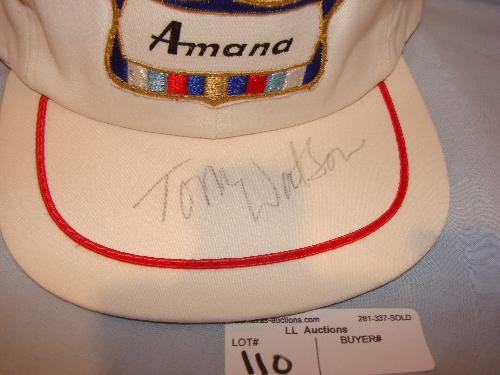 Amana
Tom Watson
281-337-SOLD
LL Auctions
LOT# BUYER#
110